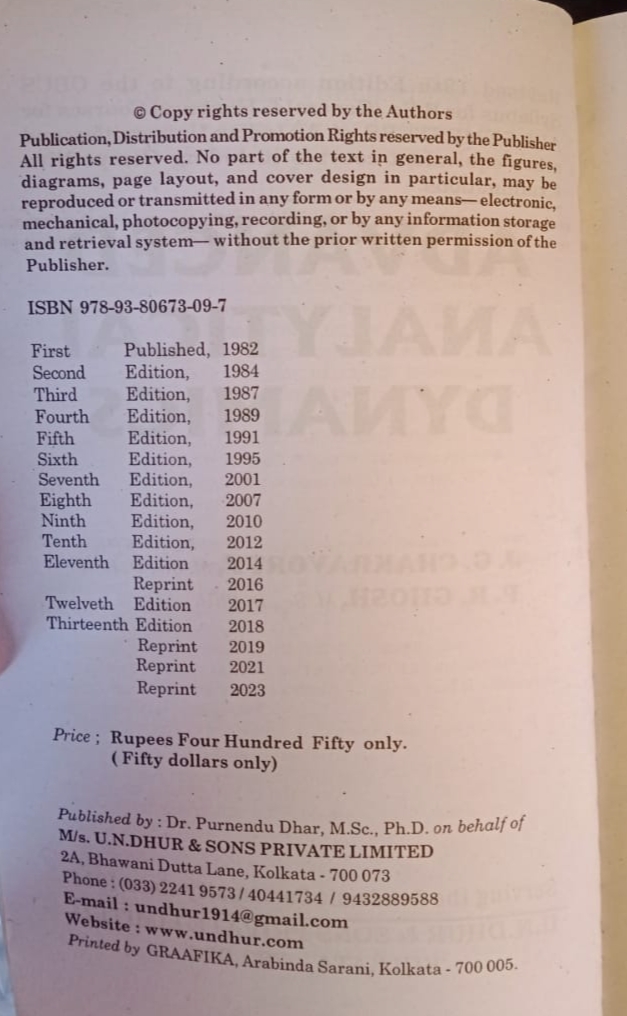 © Copy rights reserved by the Authors
Publication, Distribution and Promotion Rights reserved by the Publisher
All rights reserved. No part of the text in general, the figures,
diagrams, page layout, and cover design in particular, may be
reproduced or transmitted in any form or by any means— electronic,
mechanical, photocopying, recording, or by any information storage
and retrieval system— without the prior written permission of the
Publisher.
ISBN 978-93-80673-09-7
First Published, 1982
Second Edition, 1984
Third Edition, 1987
Fourth Edition, 1989
Fifth Edition, 1991
Sixth Edition, 1995
Seventh Edition, 2001
Eighth Edition, 2007
Ninth Edition, 2010
Tenth Edition, 2012
Eleventh Edition 2014
Reprint 2016
Twelveth Edition 2017
Thirteenth Edition 2018
Reprint 2019
Reprint 2021
Reprint 2023
Price ; Rupees Four Hundred Fifty only.
( Fifty dollars only)
Published by : Dr. Purnendu Dhar, M.Sc., Ph.D. on behalf of
M/s. U.N.DHUR & SONS PRIVATE LIMITED
2A, Bhawani Dutta Lane, Kolkata - 700 073
Phone : (033) 2241 9573 / 40441734 / 9432889588
E-mail : undhur1914@gmail.com
Website : www.undhur.com
Printed by GRAAFIKA, Arabinda Sarani, Kolkata - 700 005.